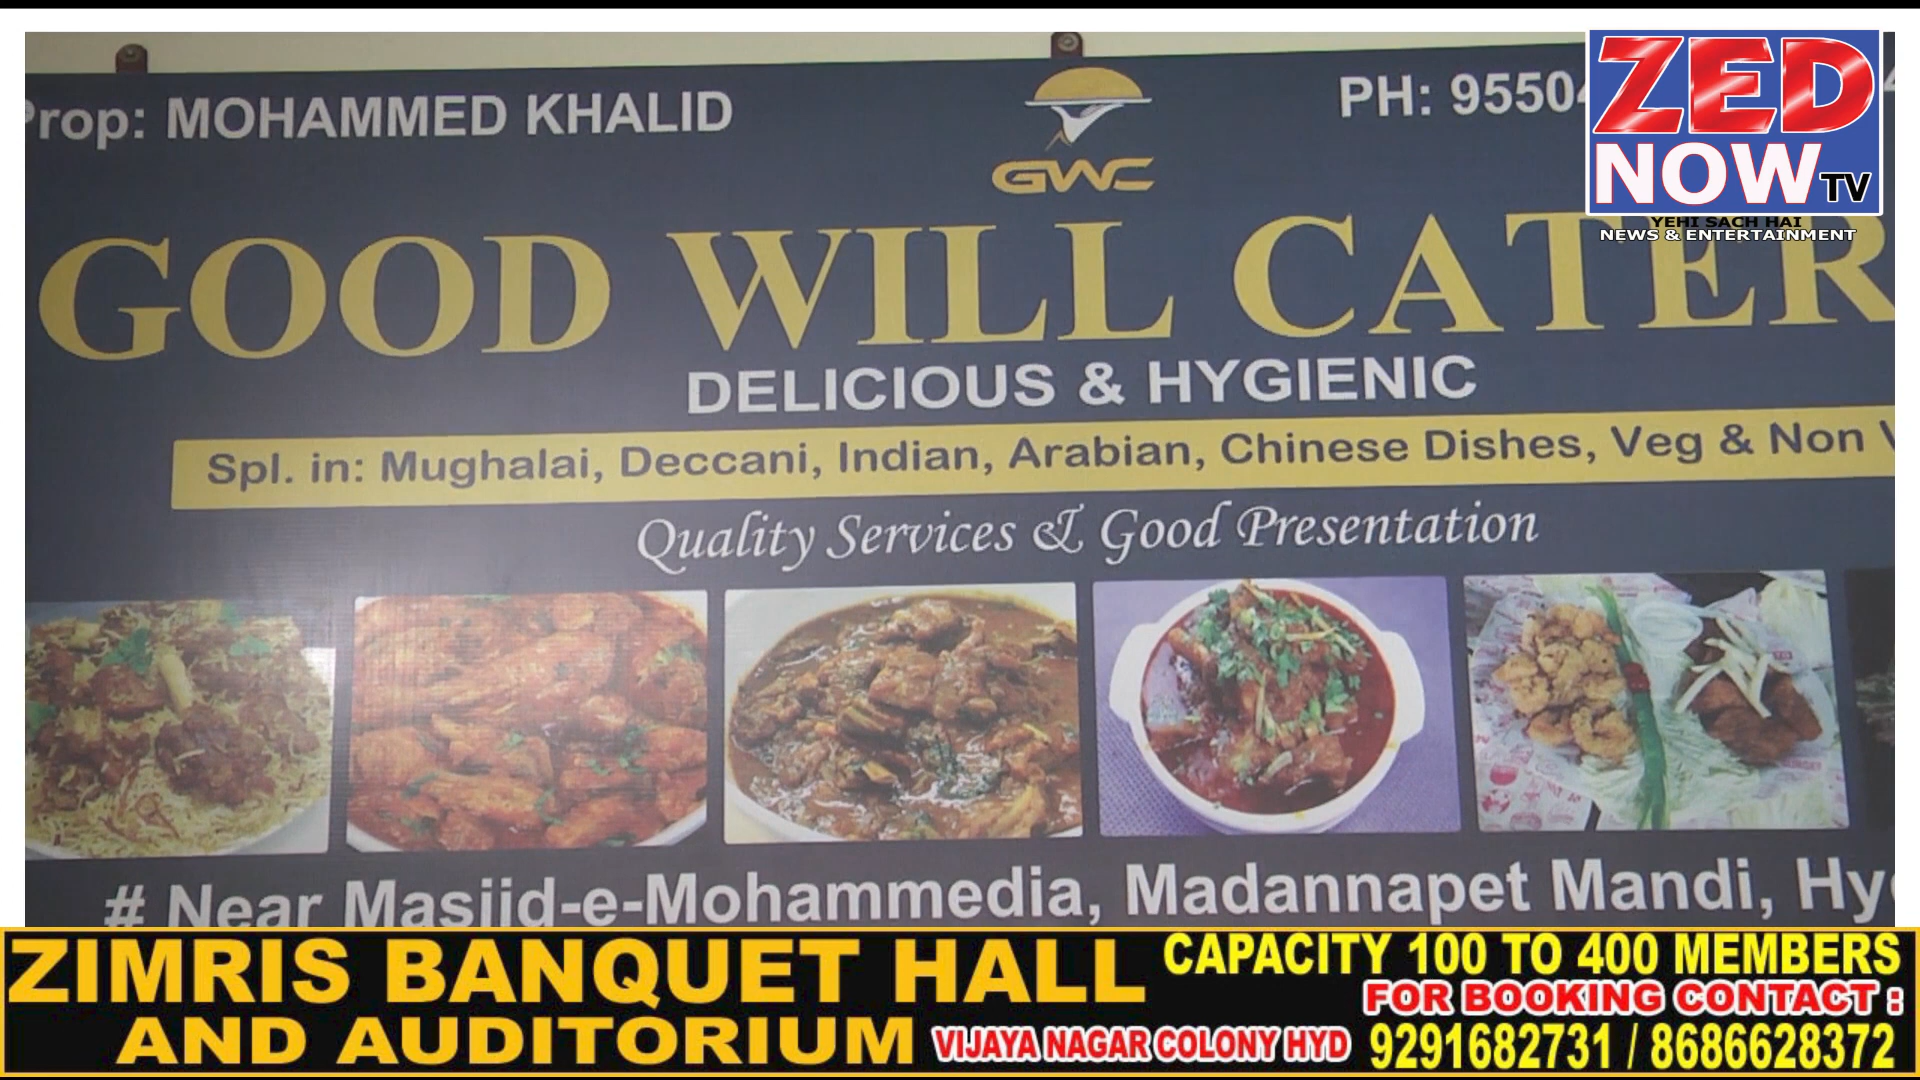 Prop: MOHAMMED KHALID
PH: 9550
GWC
ZED
NOW TV
YEHI SACH HAI
NEWS & ENTERTAINMENT
GOOD WILL CATER
DELICIOUS & HYGIENIC
Spl. in: Mughalai, Deccani, Indian, Arabian, Chinese Dishes, Veg & Non
Quality Services & Good Presentation
# Near Masjid-e-Mohammedia, Madannapet Mandi, Hy
ZIMRIS BANQUET HALL
AND AUDITORIUM
VIJAYA NAGAR COLONY HYD
CAPACITY 100 TO 400 MEMBERS
FOR BOOKING CONTACT :
9291682731 / 8686628372